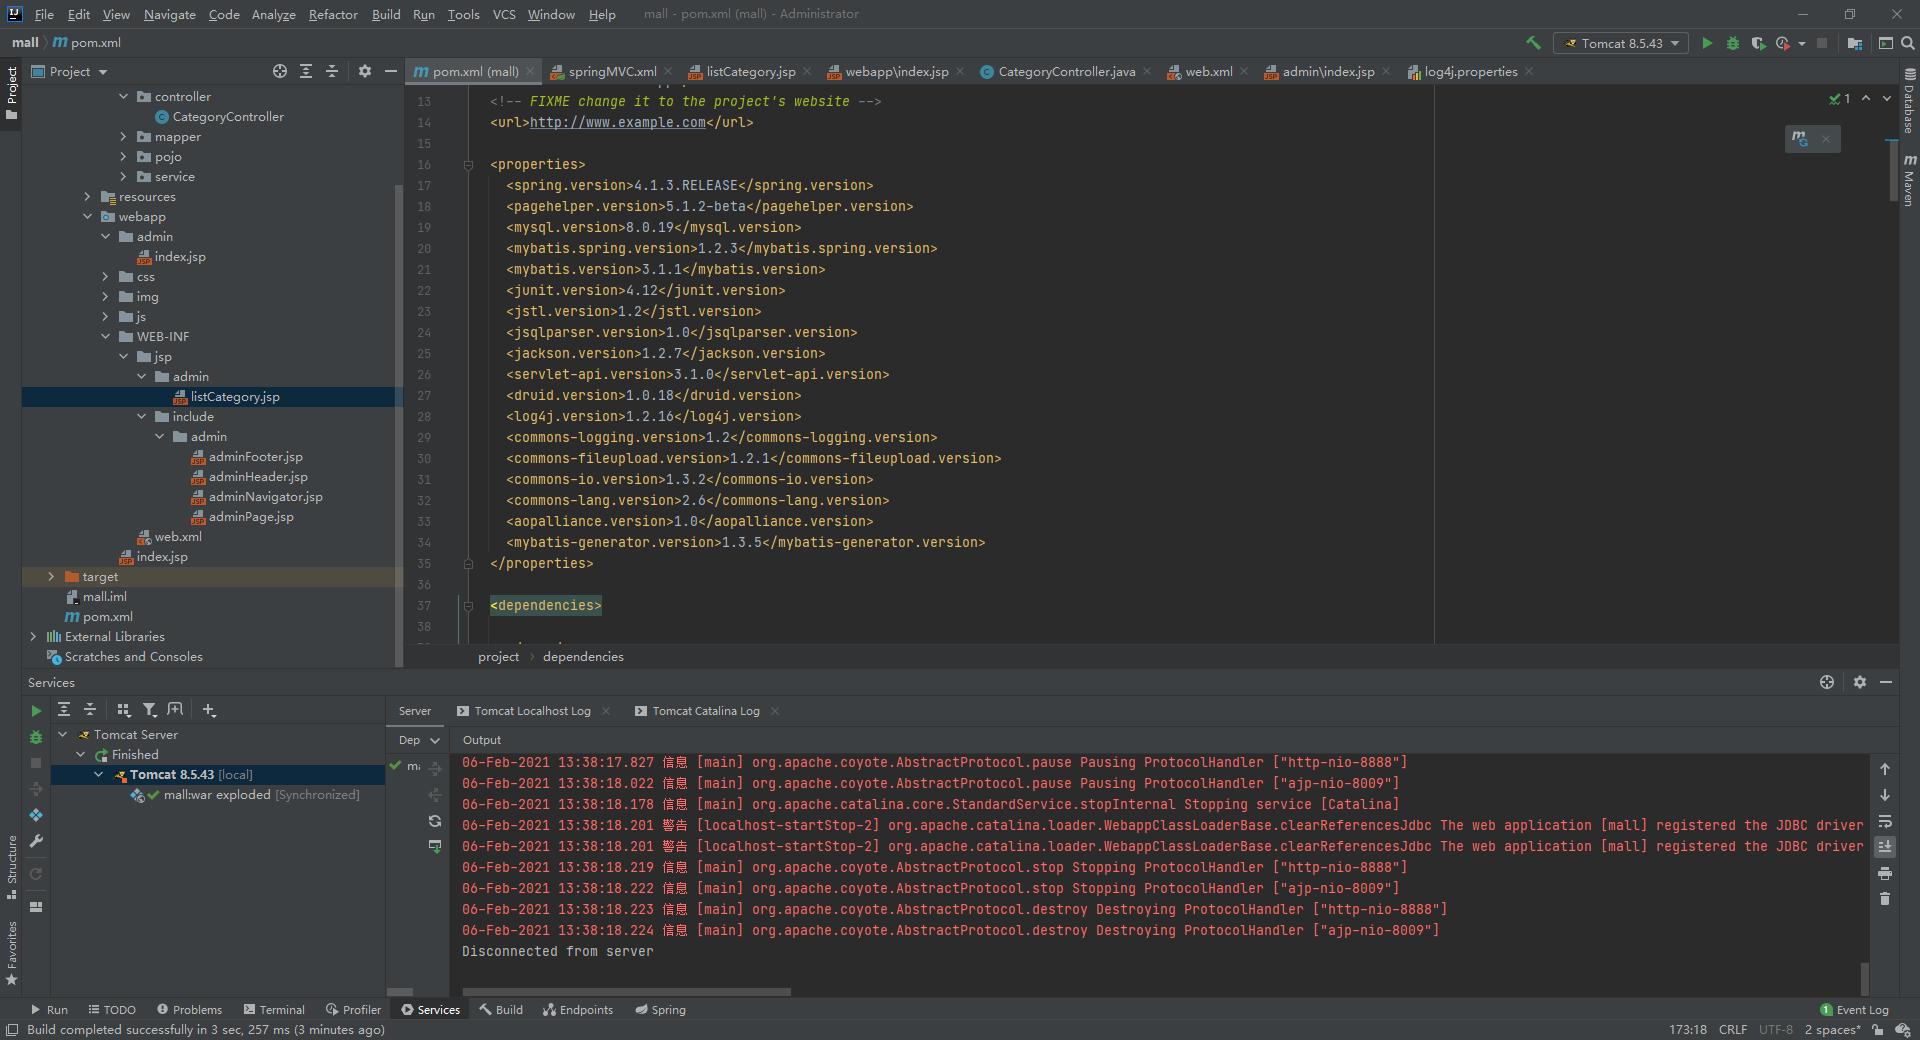 File Edit View Navigate Code Analyze Refactor Build Run Tools VCS Window Help mall - pom.xml (mall) - Administrator
mall pom.xml
Tomcat 8.5.43
Project
pom.xml (mall) springMVC.xml listCategory.jsp webapp\index.jsp CategoryController.java web.xml admin\index.jsp log4j.properties
Project
Structure
Favorites
Database
Maven
controller
CategoryController
mapper
pojo
service
resources
webapp
admin
index.jsp
css
img
js
WEB-INF
jsp
admin
listCategory.jsp
include
admin
adminFooter.jsp
adminHeader.jsp
adminNavigator.jsp
adminPage.jsp
web.xml
index.jsp
target
mall.iml
pom.xml
External Libraries
Scratches and Consoles
1
13 <!-- FIXME change it to the project's website -->
14 <url>http://www.example.com</url>
15
16 <properties>
17 <spring.version>4.1.3.RELEASE</spring.version>
18 <pagehelper.version>5.1.2-beta</pagehelper.version>
19 <mysql.version>8.0.19</mysql.version>
20 <mybatis.spring.version>1.2.3</mybatis.spring.version>
21 <mybatis.version>3.1.1</mybatis.version>
22 <junit.version>4.12</junit.version>
23 <jstl.version>1.2</jstl.version>
24 <jsqlparser.version>1.0</jsqlparser.version>
25 <jackson.version>1.2.7</jackson.version>
26 <servlet-api.version>3.1.0</servlet-api.version>
27 <druid.version>1.0.18</druid.version>
28 <log4j.version>1.2.16</log4j.version>
29 <commons-logging.version>1.2</commons-logging.version>
30 <commons-fileupload.version>1.2.1</commons-fileupload.version>
31 <commons-io.version>1.3.2</commons-io.version>
32 <commons-lang.version>2.6</commons-lang.version>
33 <aopalliance.version>1.0</aopalliance.version>
34 <mybatis-generator.version>1.3.5</mybatis-generator.version>
35 </properties>
36
37 <dependencies>
38
project dependencies
Services
Tomcat Server
Finished
Tomcat 8.5.43 [local]
mall:war exploded [Synchronized]
Server Tomcat Localhost Log Tomcat Catalina Log
Dep Output
06-Feb-2021 13:38:17.827 信息 [main] org.apache.coyote.AbstractProtocol.pause Pausing ProtocolHandler ["http-nio-8888"]
06-Feb-2021 13:38:18.022 信息 [main] org.apache.coyote.AbstractProtocol.pause Pausing ProtocolHandler ["ajp-nio-8009"]
06-Feb-2021 13:38:18.178 信息 [main] org.apache.catalina.core.StandardService.stopInternal Stopping service [Catalina]
06-Feb-2021 13:38:18.201 警告 [localhost-startStop-2] org.apache.catalina.loader.WebappClassLoaderBase.clearReferencesJdbc The web application [mall] registered the JDBC driver
06-Feb-2021 13:38:18.201 警告 [localhost-startStop-2] org.apache.catalina.loader.WebappClassLoaderBase.clearReferencesJdbc The web application [mall] registered the JDBC driver
06-Feb-2021 13:38:18.219 信息 [main] org.apache.coyote.AbstractProtocol.stop Stopping ProtocolHandler ["http-nio-8888"]
06-Feb-2021 13:38:18.222 信息 [main] org.apache.coyote.AbstractProtocol.stop Stopping ProtocolHandler ["ajp-nio-8009"]
06-Feb-2021 13:38:18.223 信息 [main] org.apache.coyote.AbstractProtocol.destroy Destroying ProtocolHandler ["http-nio-8888"]
06-Feb-2021 13:38:18.224 信息 [main] org.apache.coyote.AbstractProtocol.destroy Destroying ProtocolHandler ["ajp-nio-8009"]
Disconnected from server
Run TODO Problems Terminal Profiler Services Build Endpoints Spring 1 Event Log
Build completed successfully in 3 sec, 257 ms (3 minutes ago) 173:18 CRLF UTF-8 2 spaces*